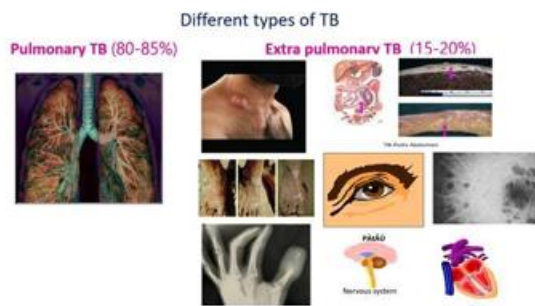 Different types of TB
Pulmonary TB (80-85%)
Extra pulmonary TB (15-20%)
Nervous system